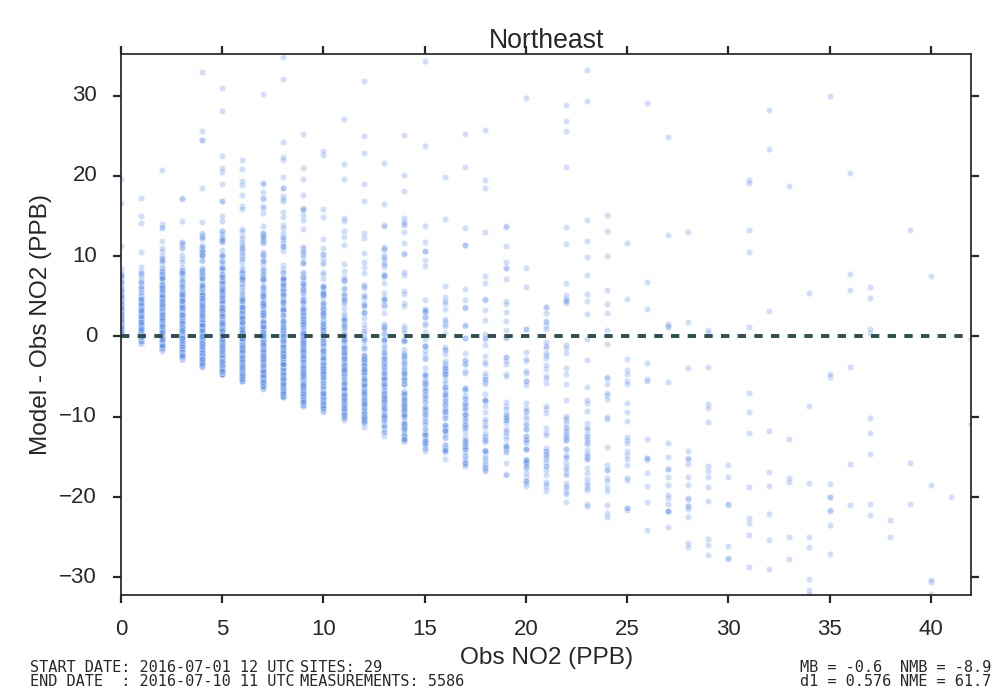 Northeast
30
20
10
0
−10
−20
−30
Model - Obs NO2 (PPB)
0 5 10 15 20 25 30 35 40
Obs NO2 (PPB)
START DATE: 2016-07-01 12 UTC SITES: 29 MB = -0.6 NMB = -8.9
END DATE : 2016-07-10 11 UTC MEASUREMENTS: 5586 d1 = 0.576 NME = 61.7